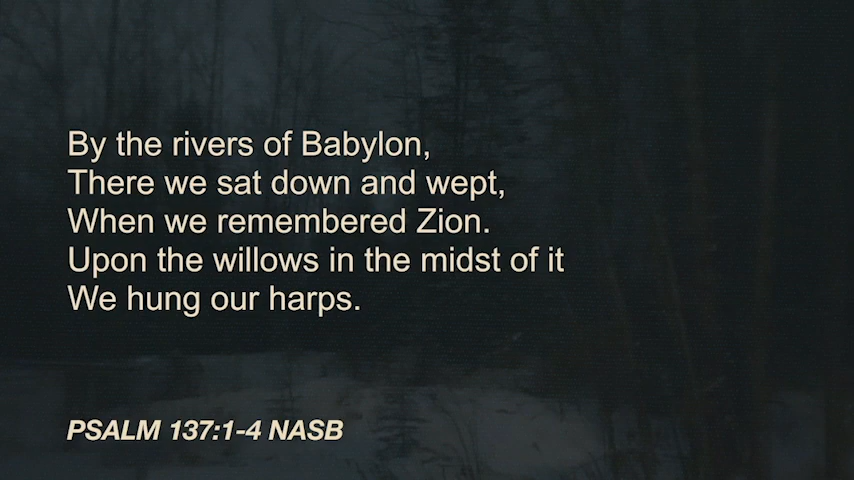 By the rivers of Babylon,
There we sat down and wept,
When we remembered Zion.
Upon the willows in the midst of it
We hung our harps.
PSALM 137:1-4 NASB